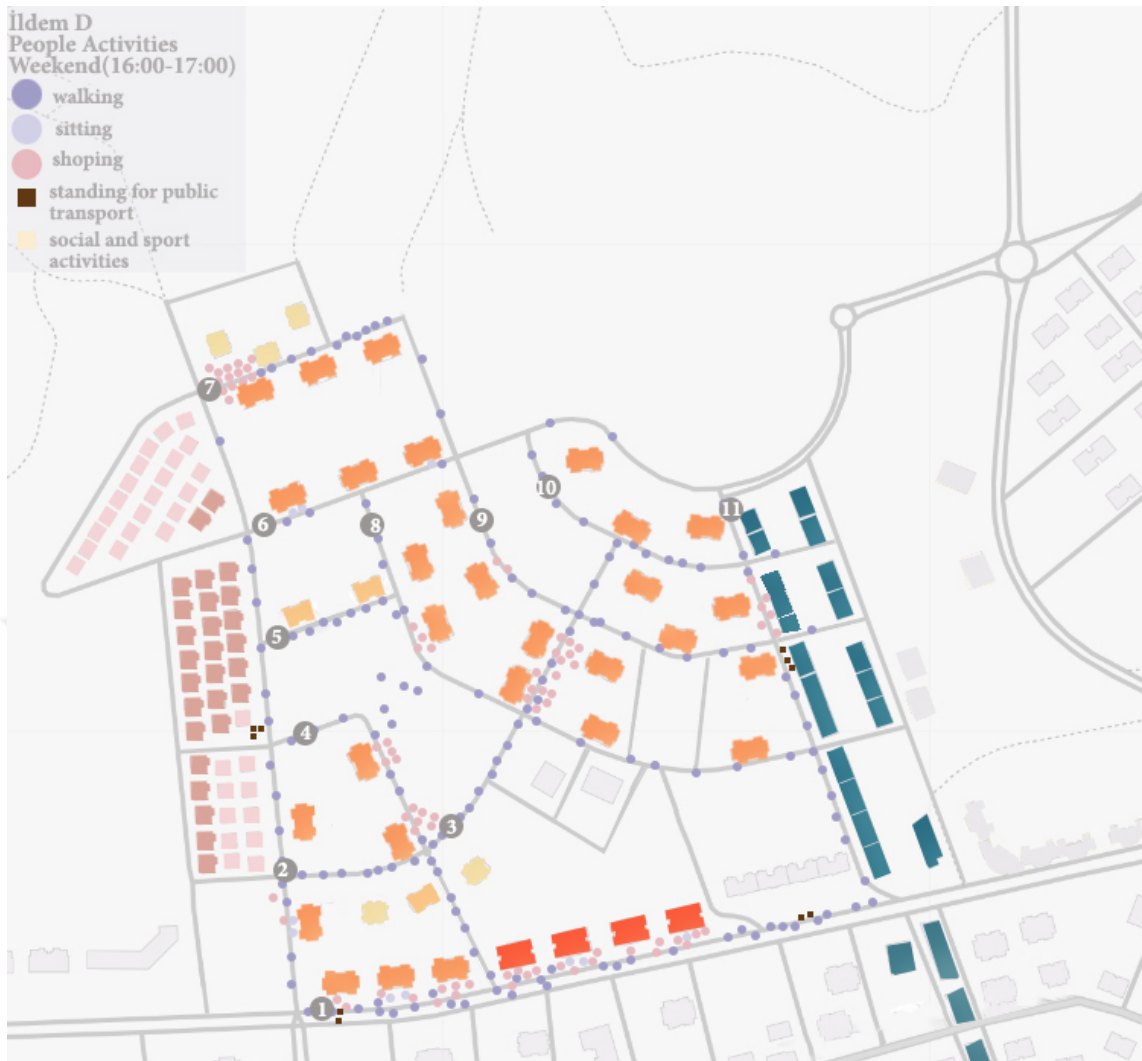 İldem D
People Activities
Weekend(16:00-17:00)
walking
sitting
shoping
standing for public
transport
social and sport
activities
7
10
11
6
8
9
5
4
3
2
1